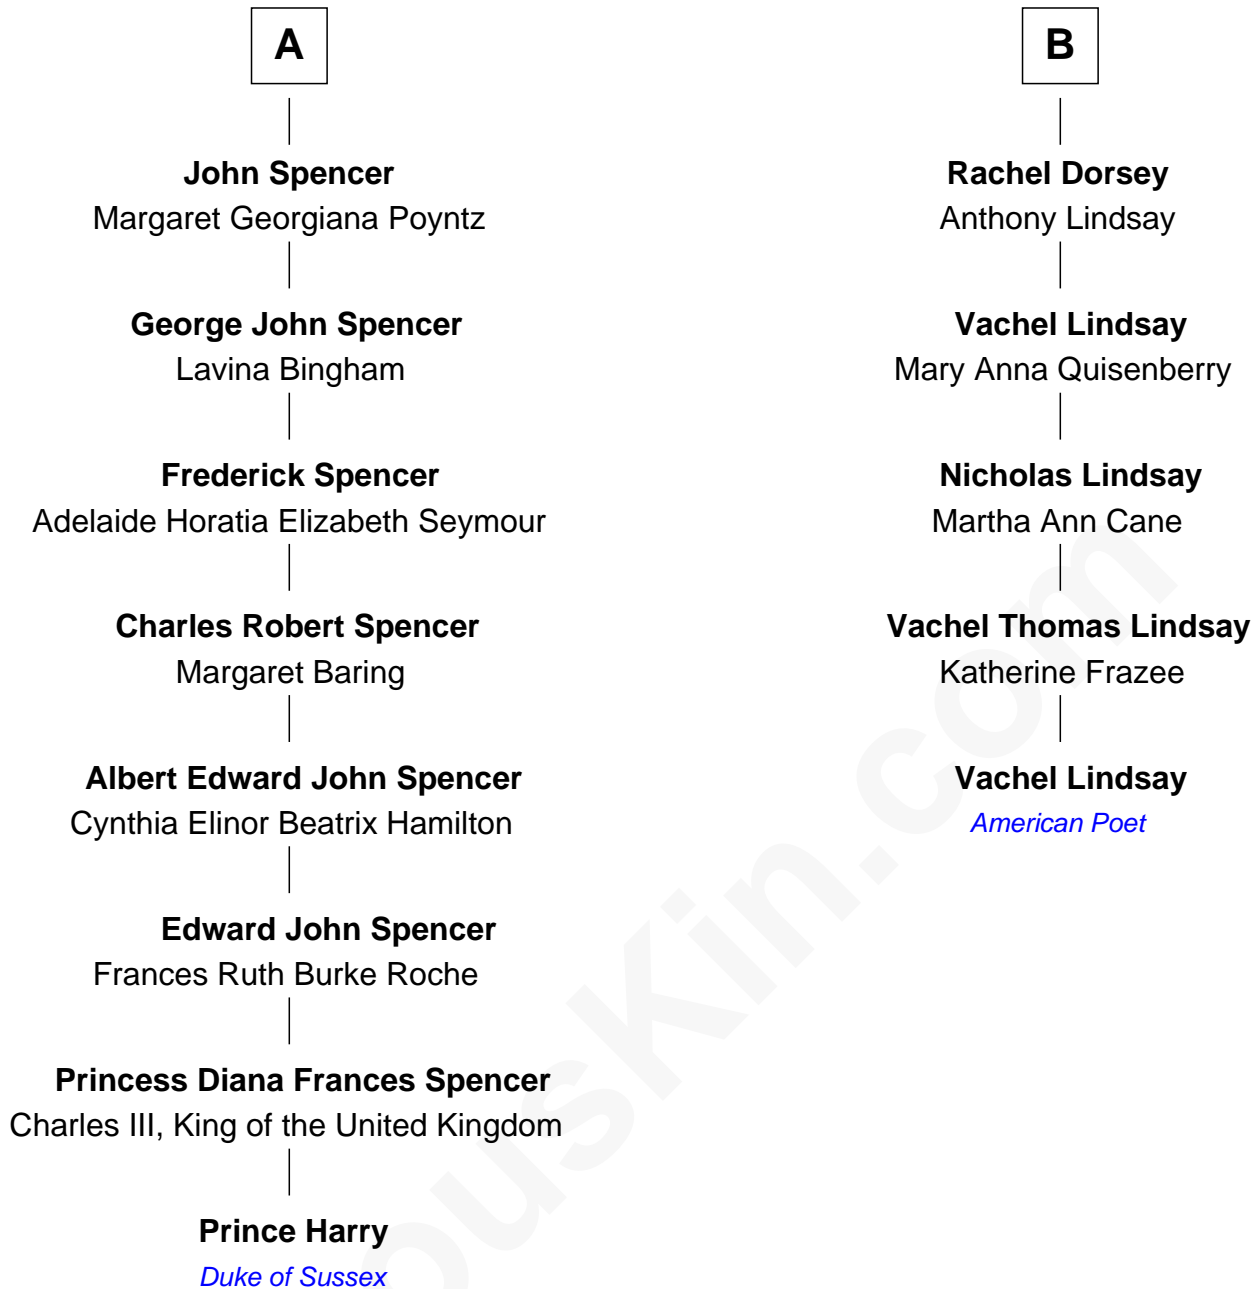 A
John Spencer
Margaret Georgiana Poyntz
George John Spencer
Lavina Bingham
Frederick Spencer
Adelaide Horatia Elizabeth Seymour
Charles Robert Spencer
Margaret Baring
Albert Edward John Spencer
Cynthia Elinor Beatrix Hamilton
Edward John Spencer
Frances Ruth Burke Roche
Princess Diana Frances Spencer
Charles III, King of the United Kingdom
Prince Harry
Duke of Sussex
B
Rachel Dorsey
Anthony Lindsay
Vachel Lindsay
Mary Anna Quisenberry
Nicholas Lindsay
Martha Ann Cane
Vachel Thomas Lindsay
Katherine Frazee
Vachel Lindsay
American Poet
ousKin.com